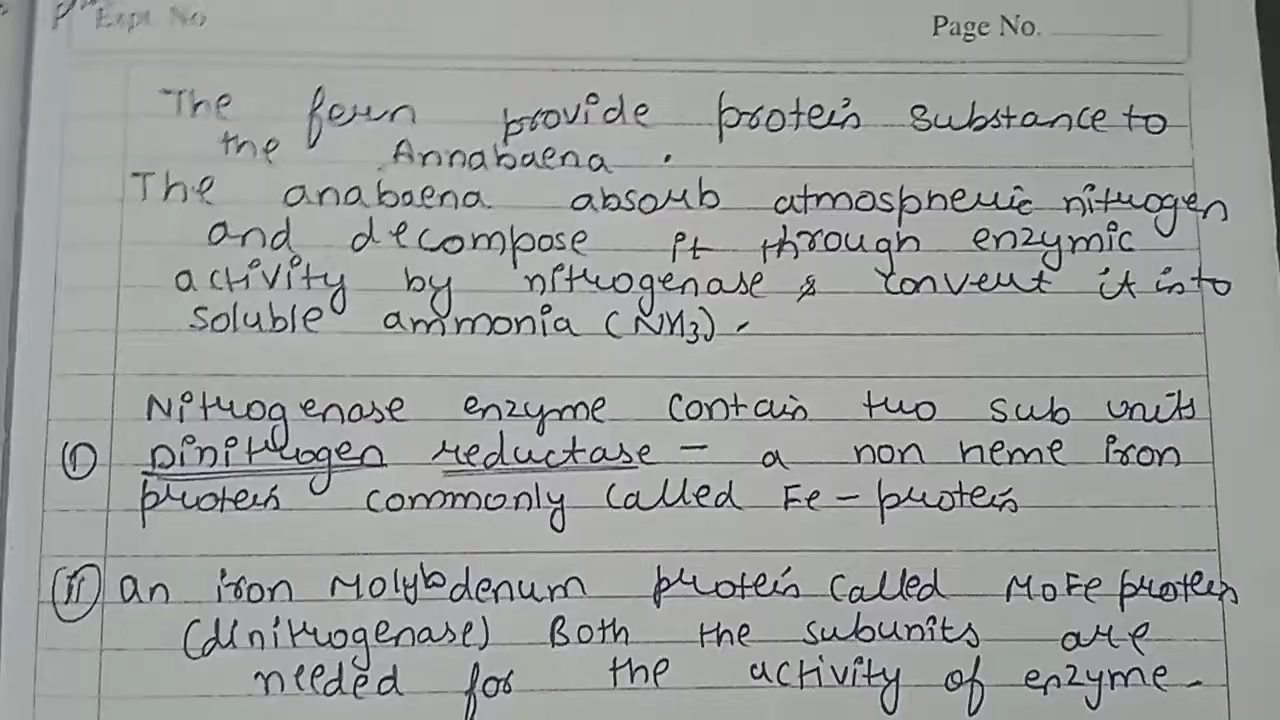 Expt. No
Page No.
The fern provide protein substance to
the Annabaena.
The anabaena absorb atmospheric nitrogen
and decompose it through enzymic
activity by nitrogenase & convert it into
soluble ammonia (NH3).
Nitrogenase enzyme contain two sub units
(I) Dinitrogen reductase - a non heme iron
protein commonly called Fe-protein
(II) an iron Molybdenum protein called MoFe protein
(dinitrogenase) Both the subunits are
needed for the activity of enzyme.